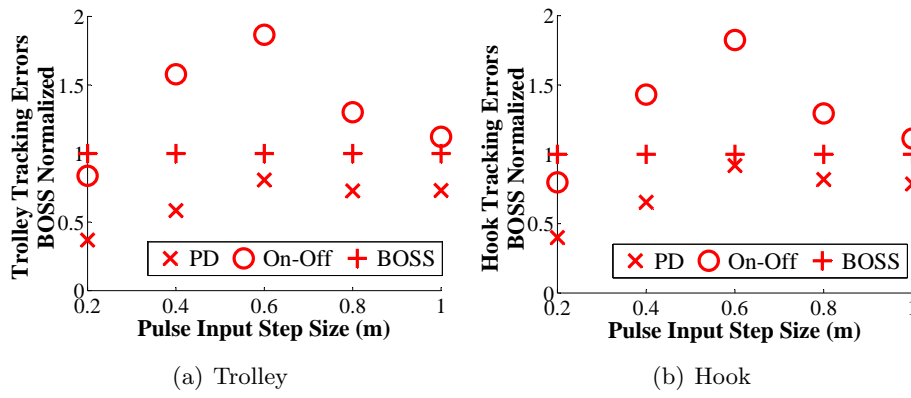 2
1.5
1
0.5
0
Trolley Tracking Errors
BOSS Normalized
PD On-Off BOSS
0.2 0.4 0.6 0.8 1
Pulse Input Step Size (m)
(a) Trolley
2
1.5
1
0.5
0
Hook Tracking Errors
BOSS Normalized
PD On-Off BOSS
0.2 0.4 0.6 0.8 1
Pulse Input Step Size (m)
(b) Hook